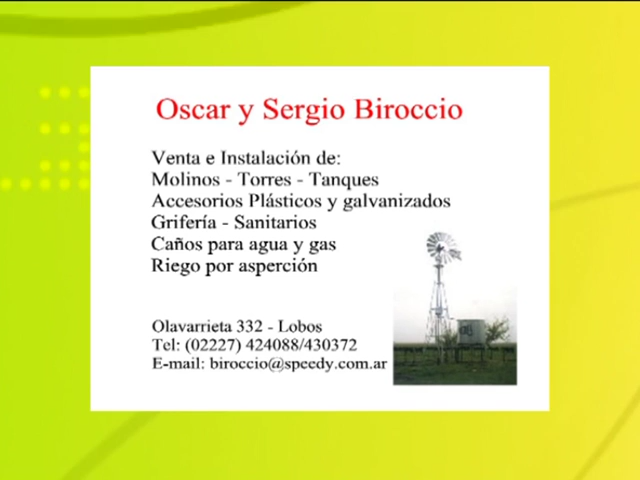 Oscar y Sergio Biroccio
Venta e Instalación de:
Molinos - Torres - Tanques
Accesorios Plásticos y galvanizados
Grifería - Sanitarios
Caños para agua y gas
Riego por asperción
Olavarrieta 332 - Lobos
Tel: (02227) 424088/430372
E-mail: biroccio@speedy.com.ar